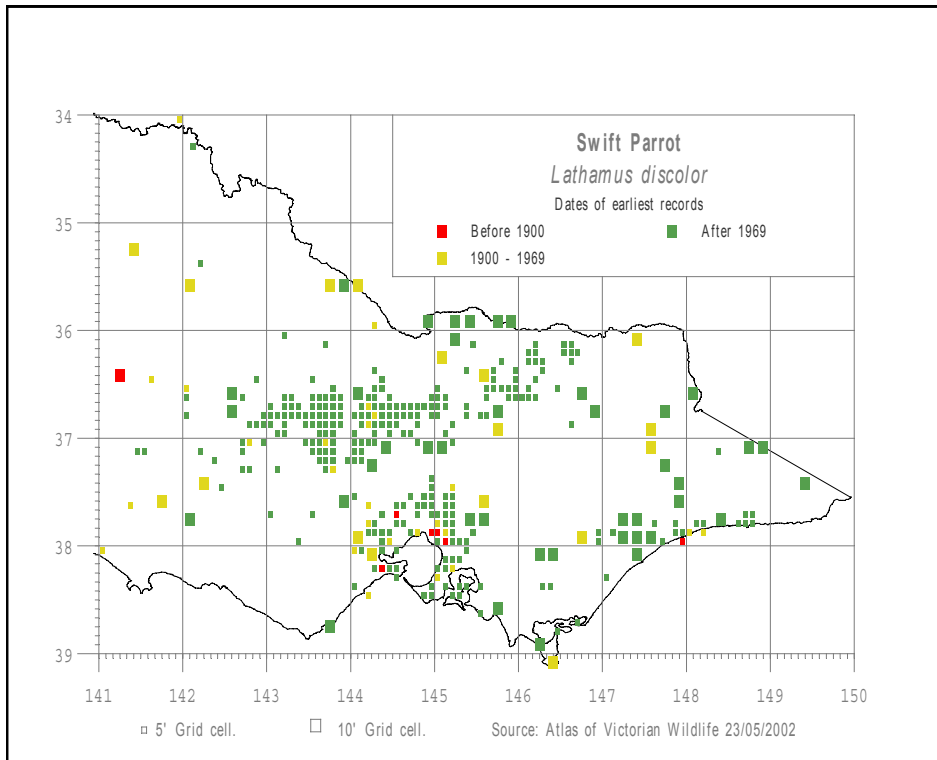 Swift Parrot
Lathamus discolor
Dates of earliest records
Before 1900
After 1969
1900 - 1969
34
35
36
37
38
39
141 142 143 144 145 146 147 148 149 150
5' Grid cell. 10' Grid cell. Source: Atlas of Victorian Wildlife 23/05/2002